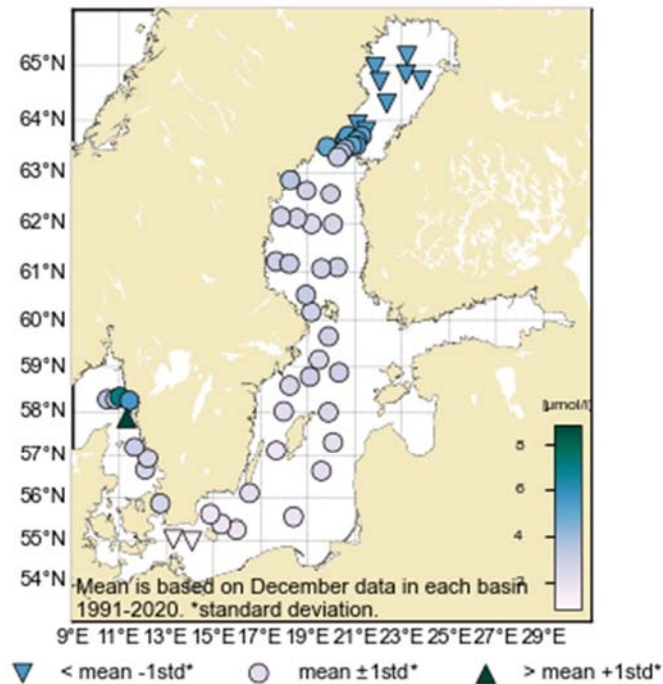 65°N
64°N
63°N
62°N
61°N
60°N
59°N
58°N
57°N
56°N
55°N
54°N
[µmol/l]
8
6
4
2
Mean is based on December data in each basin
1991-2020. *standard deviation.
9°E 11°E 13°E 15°E 17°E 19°E 21°E 23°E 25°E 27°E 29°E
< mean -1std* mean ±1std* > mean +1std*